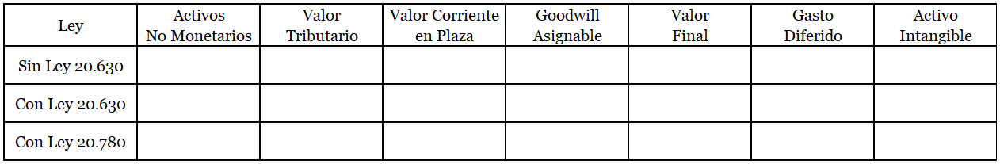 Ley
Activos
No Monetarios
Valor
Tributario
Valor Corriente
en Plaza
Goodwill
Asignable
Valor
Final
Gasto
Diferido
Activo
Intangible
Sin Ley 20.630
Con Ley 20.630
Con Ley 20.780